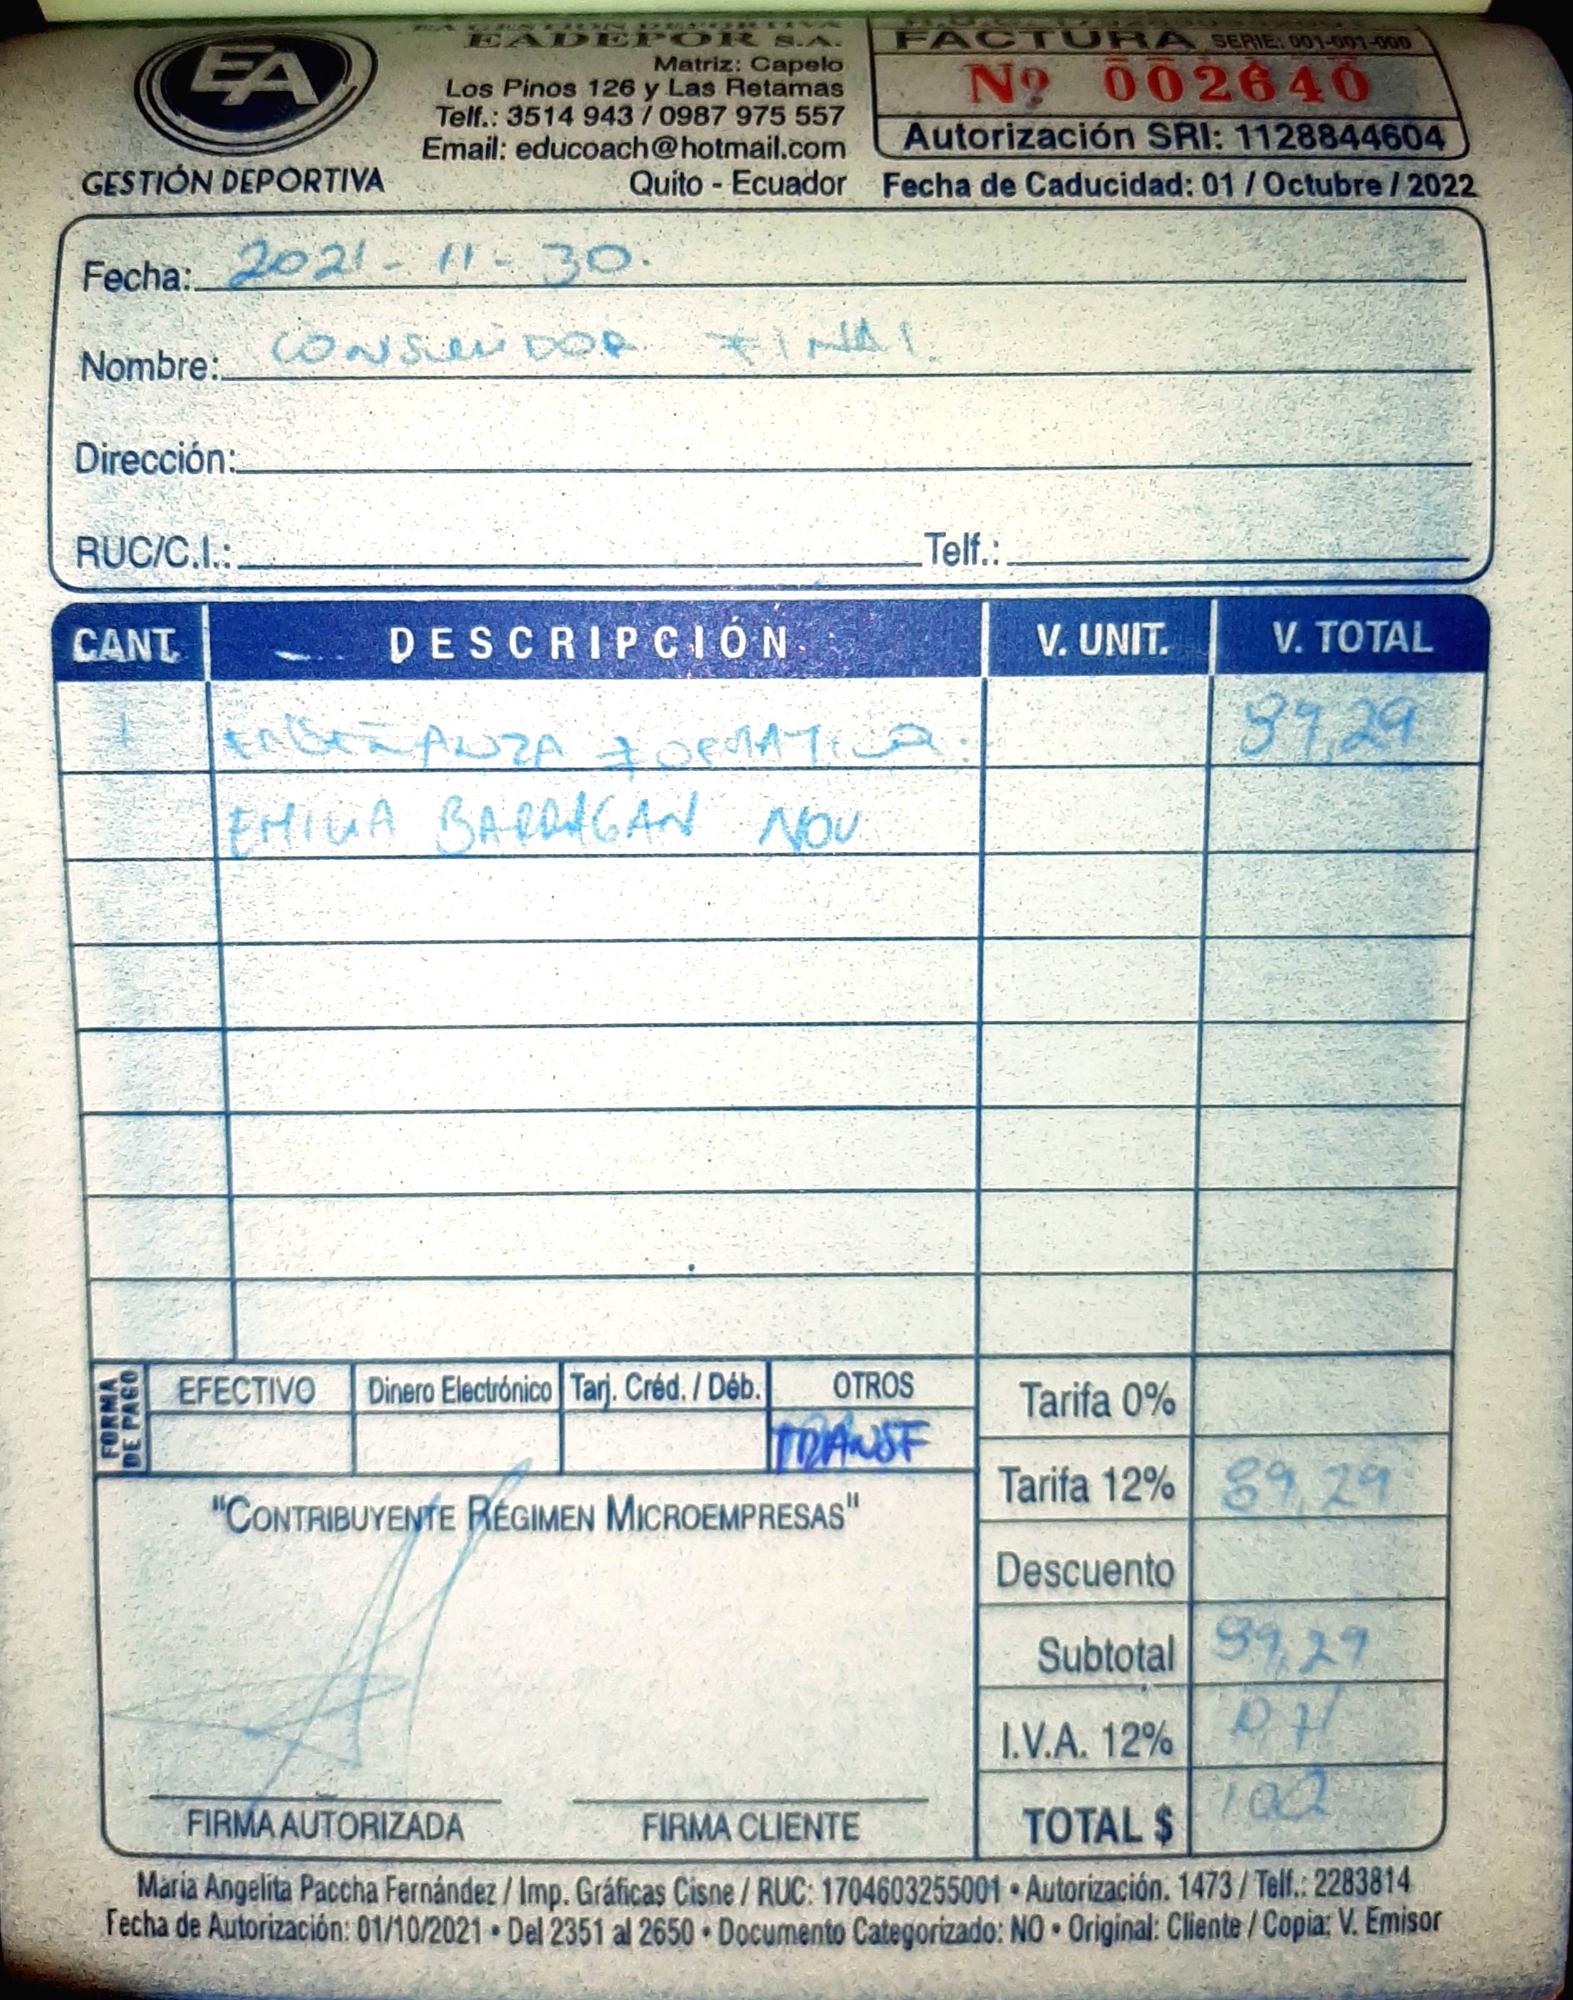 EA
GESTIÓN DEPORTIVA
EADEPOR S.A.
Matriz: Capelo
Los Pinos 126 y Las Retamas
Telf.: 3514 943 / 0987 975 557
Email: educoach@hotmail.com
Quito - Ecuador
FACTURA SERIE: 001-001-000
Nº 002640
Autorización SRI: 1128844604
Fecha de Caducidad: 01 / Octubre / 2022
Fecha: 2021 - 11 - 30.
Nombre: CONSUMIDOR FINAL.
Dirección:
RUC/C.I.: Telf.:
CANT. DESCRIPCIÓN V. UNIT. V. TOTAL
1 ENSEÑANZA FORMATIVA. 89,29
EMILIA BARRAGAN NOV
FORMA DE PAGO
EFECTIVO Dinero Electrónico Tarj. Créd. / Déb. OTROS
TRANSF
Tarifa 0%
Tarifa 12% 89,29
Descuento
Subtotal 89,29
I.V.A. 12%
TOTAL $ 100
"CONTRIBUYENTE RÉGIMEN MICROEMPRESAS"
FIRMA AUTORIZADA FIRMA CLIENTE
María Angelita Paccha Fernández / Imp. Gráficas Cisne / RUC: 1704603255001 • Autorización. 1473 / Telf.: 2283814
Fecha de Autorización: 01/10/2021 • Del 2351 al 2650 • Documento Categorizado: NO • Original: Cliente / Copia: V. Emisor